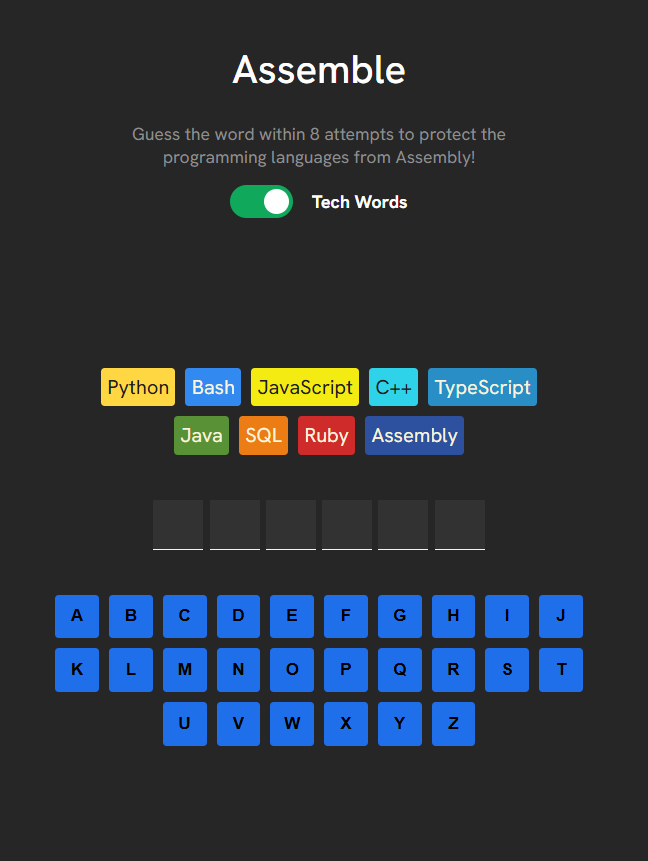 Assemble
Guess the word within 8 attempts to protect the
programming languages from Assembly!
Tech Words
Python Bash JavaScript C++ TypeScript
Java SQL Ruby Assembly
A B C D E F G H I J
K L M N O P Q R S T
U V W X Y Z